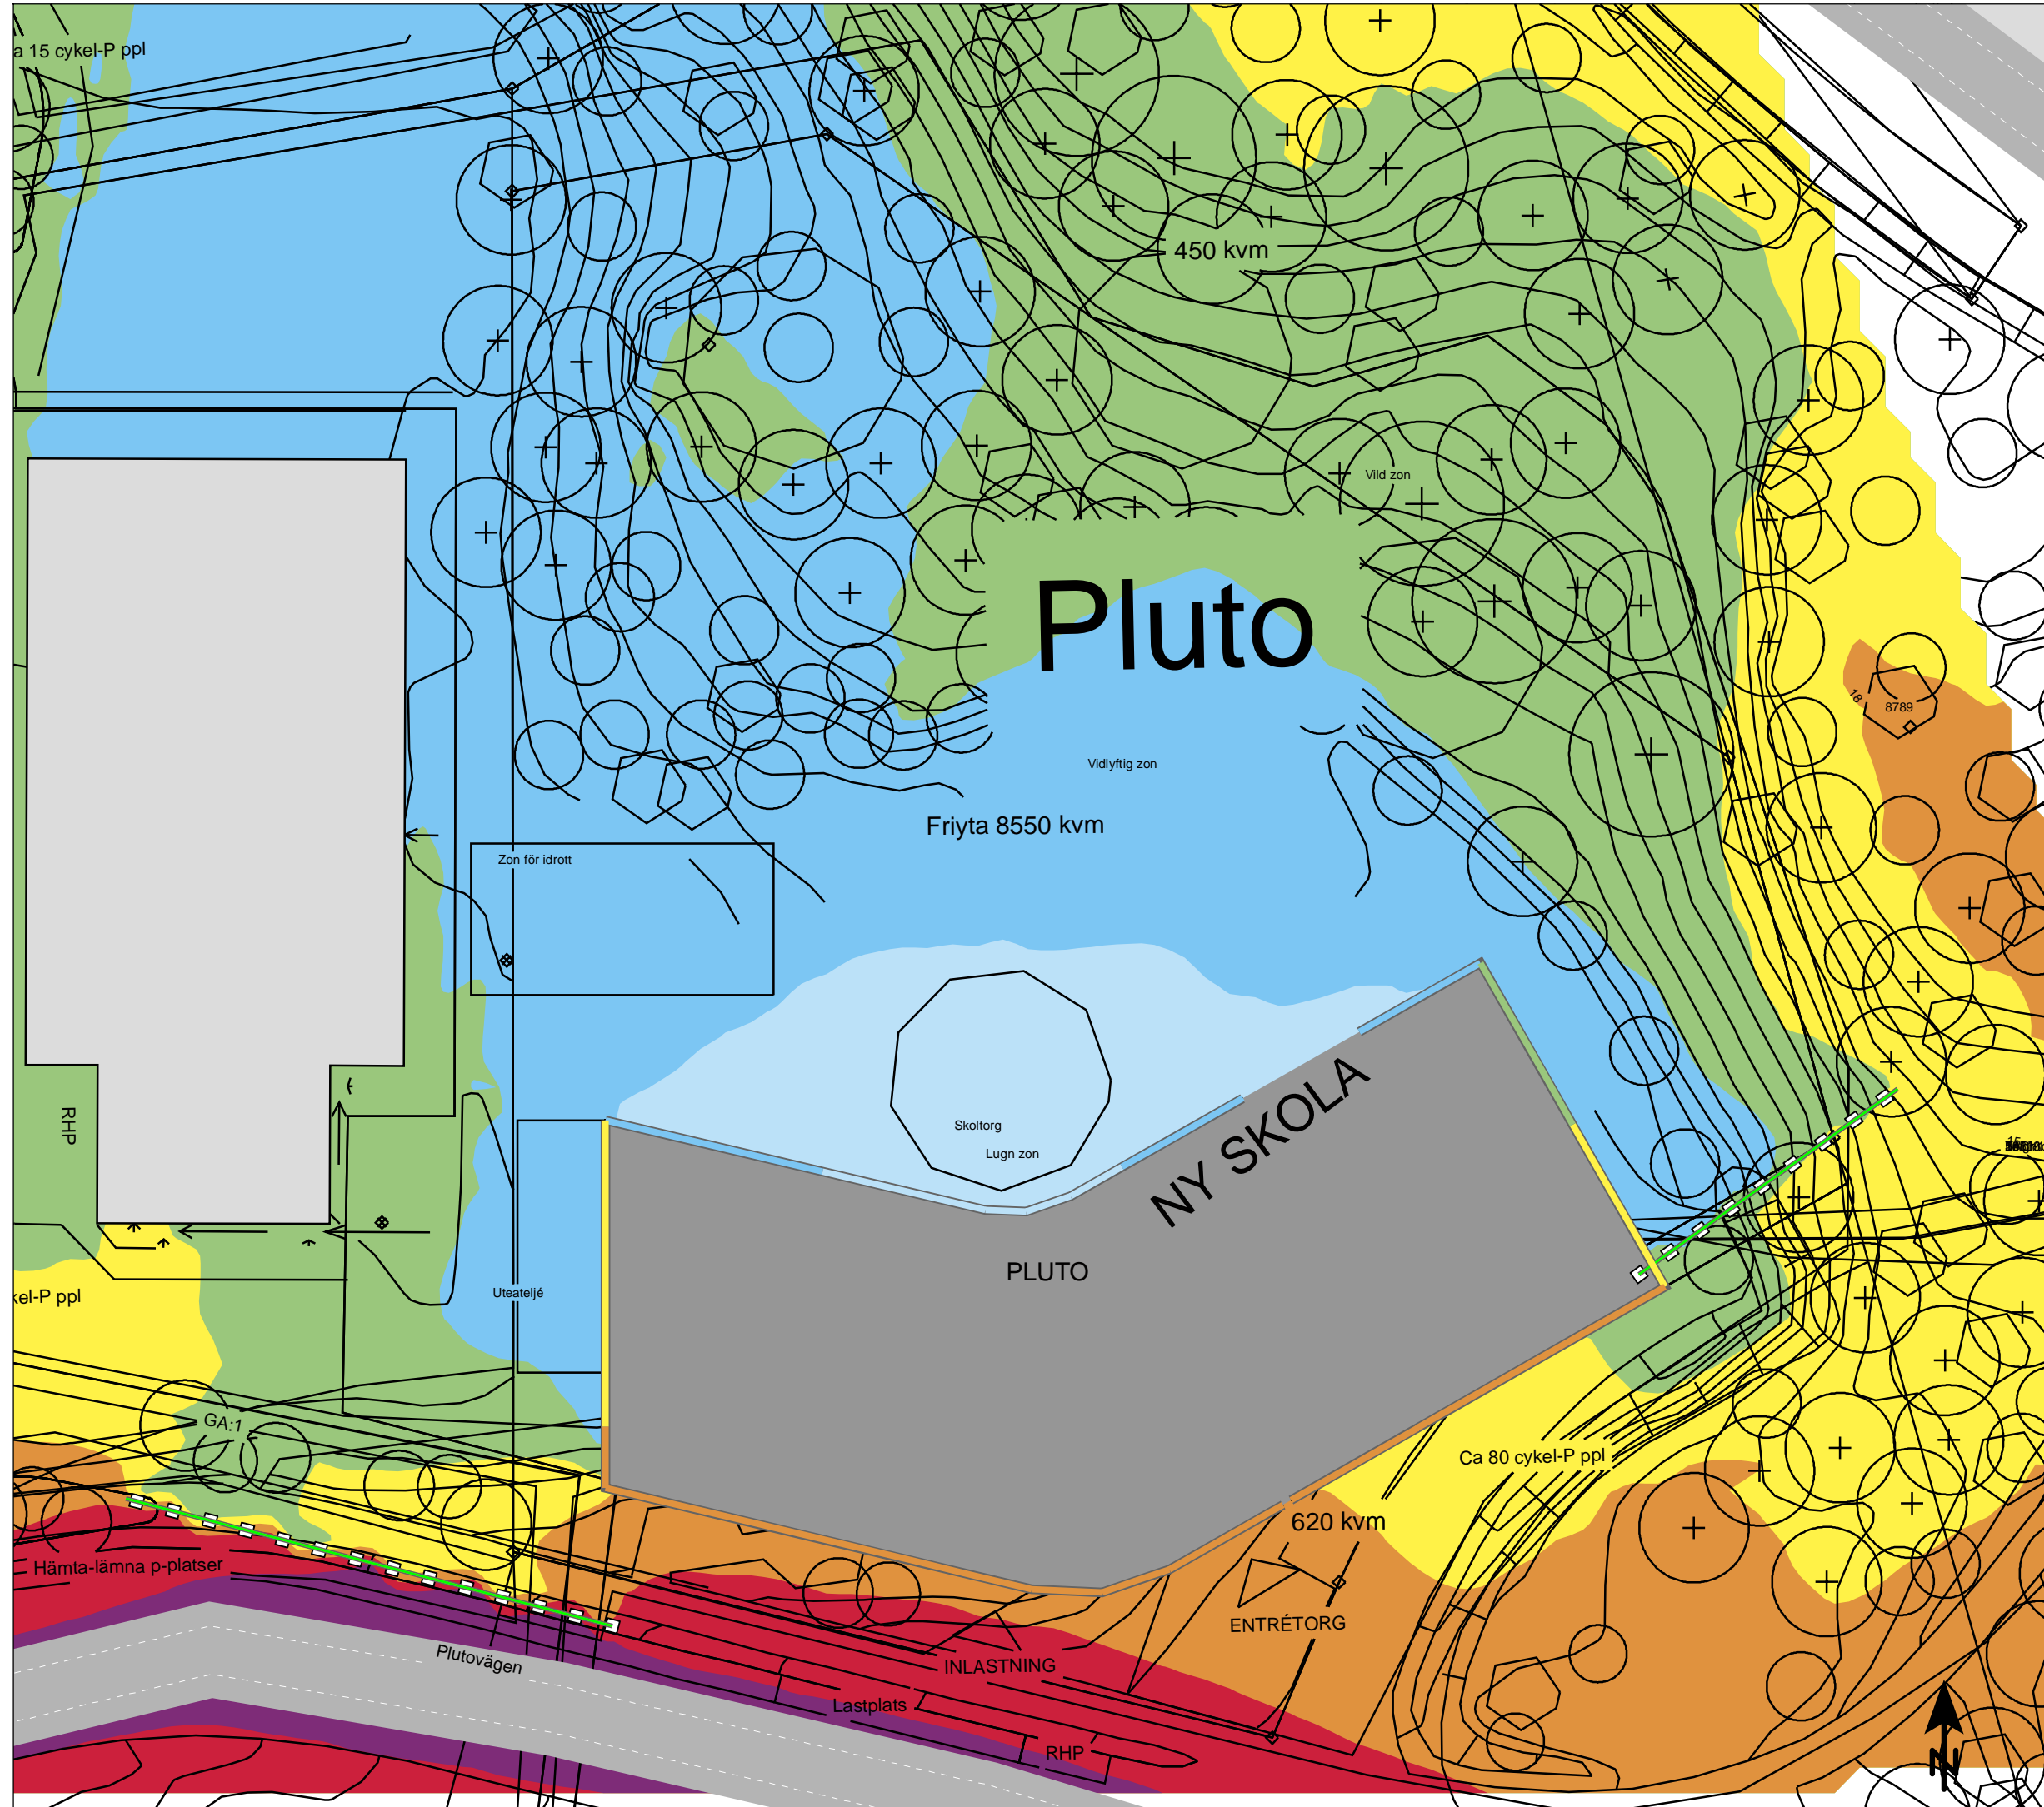 a 15 cykel-P ppl
450 kvm
Vild zon
Pluto
18
8789
Vidlyftig zon
Friyta 8550 kvm
Zon för idrott
RHP
Skoltorg
Lugn zon
NY SKOLA
PLUTO
kel-P ppl
Uteateljé
GA:1
Ca 80 cykel-P ppl
620 kvm
Hämta-lämna p-platser
ENTRÉTORG
Plutovägen
INLASTNING
Lastplats
RHP
N